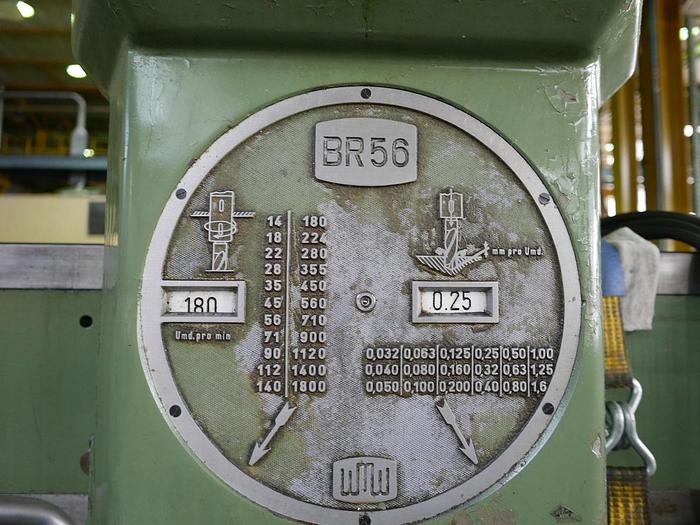 BR56
14 180
18 224
22 280
28 355
35 450
45 560
56 710
71 900
90 1120
112 1400
140 1800
180
Umd. pro min
mm pro Umd.
0.25
0,032 0,063 0,125 0,25 0,50 1,00
0,040 0,080 0,160 0,32 0,63 1,25
0,050 0,100 0,200 0,40 0,80 1,6
WMW